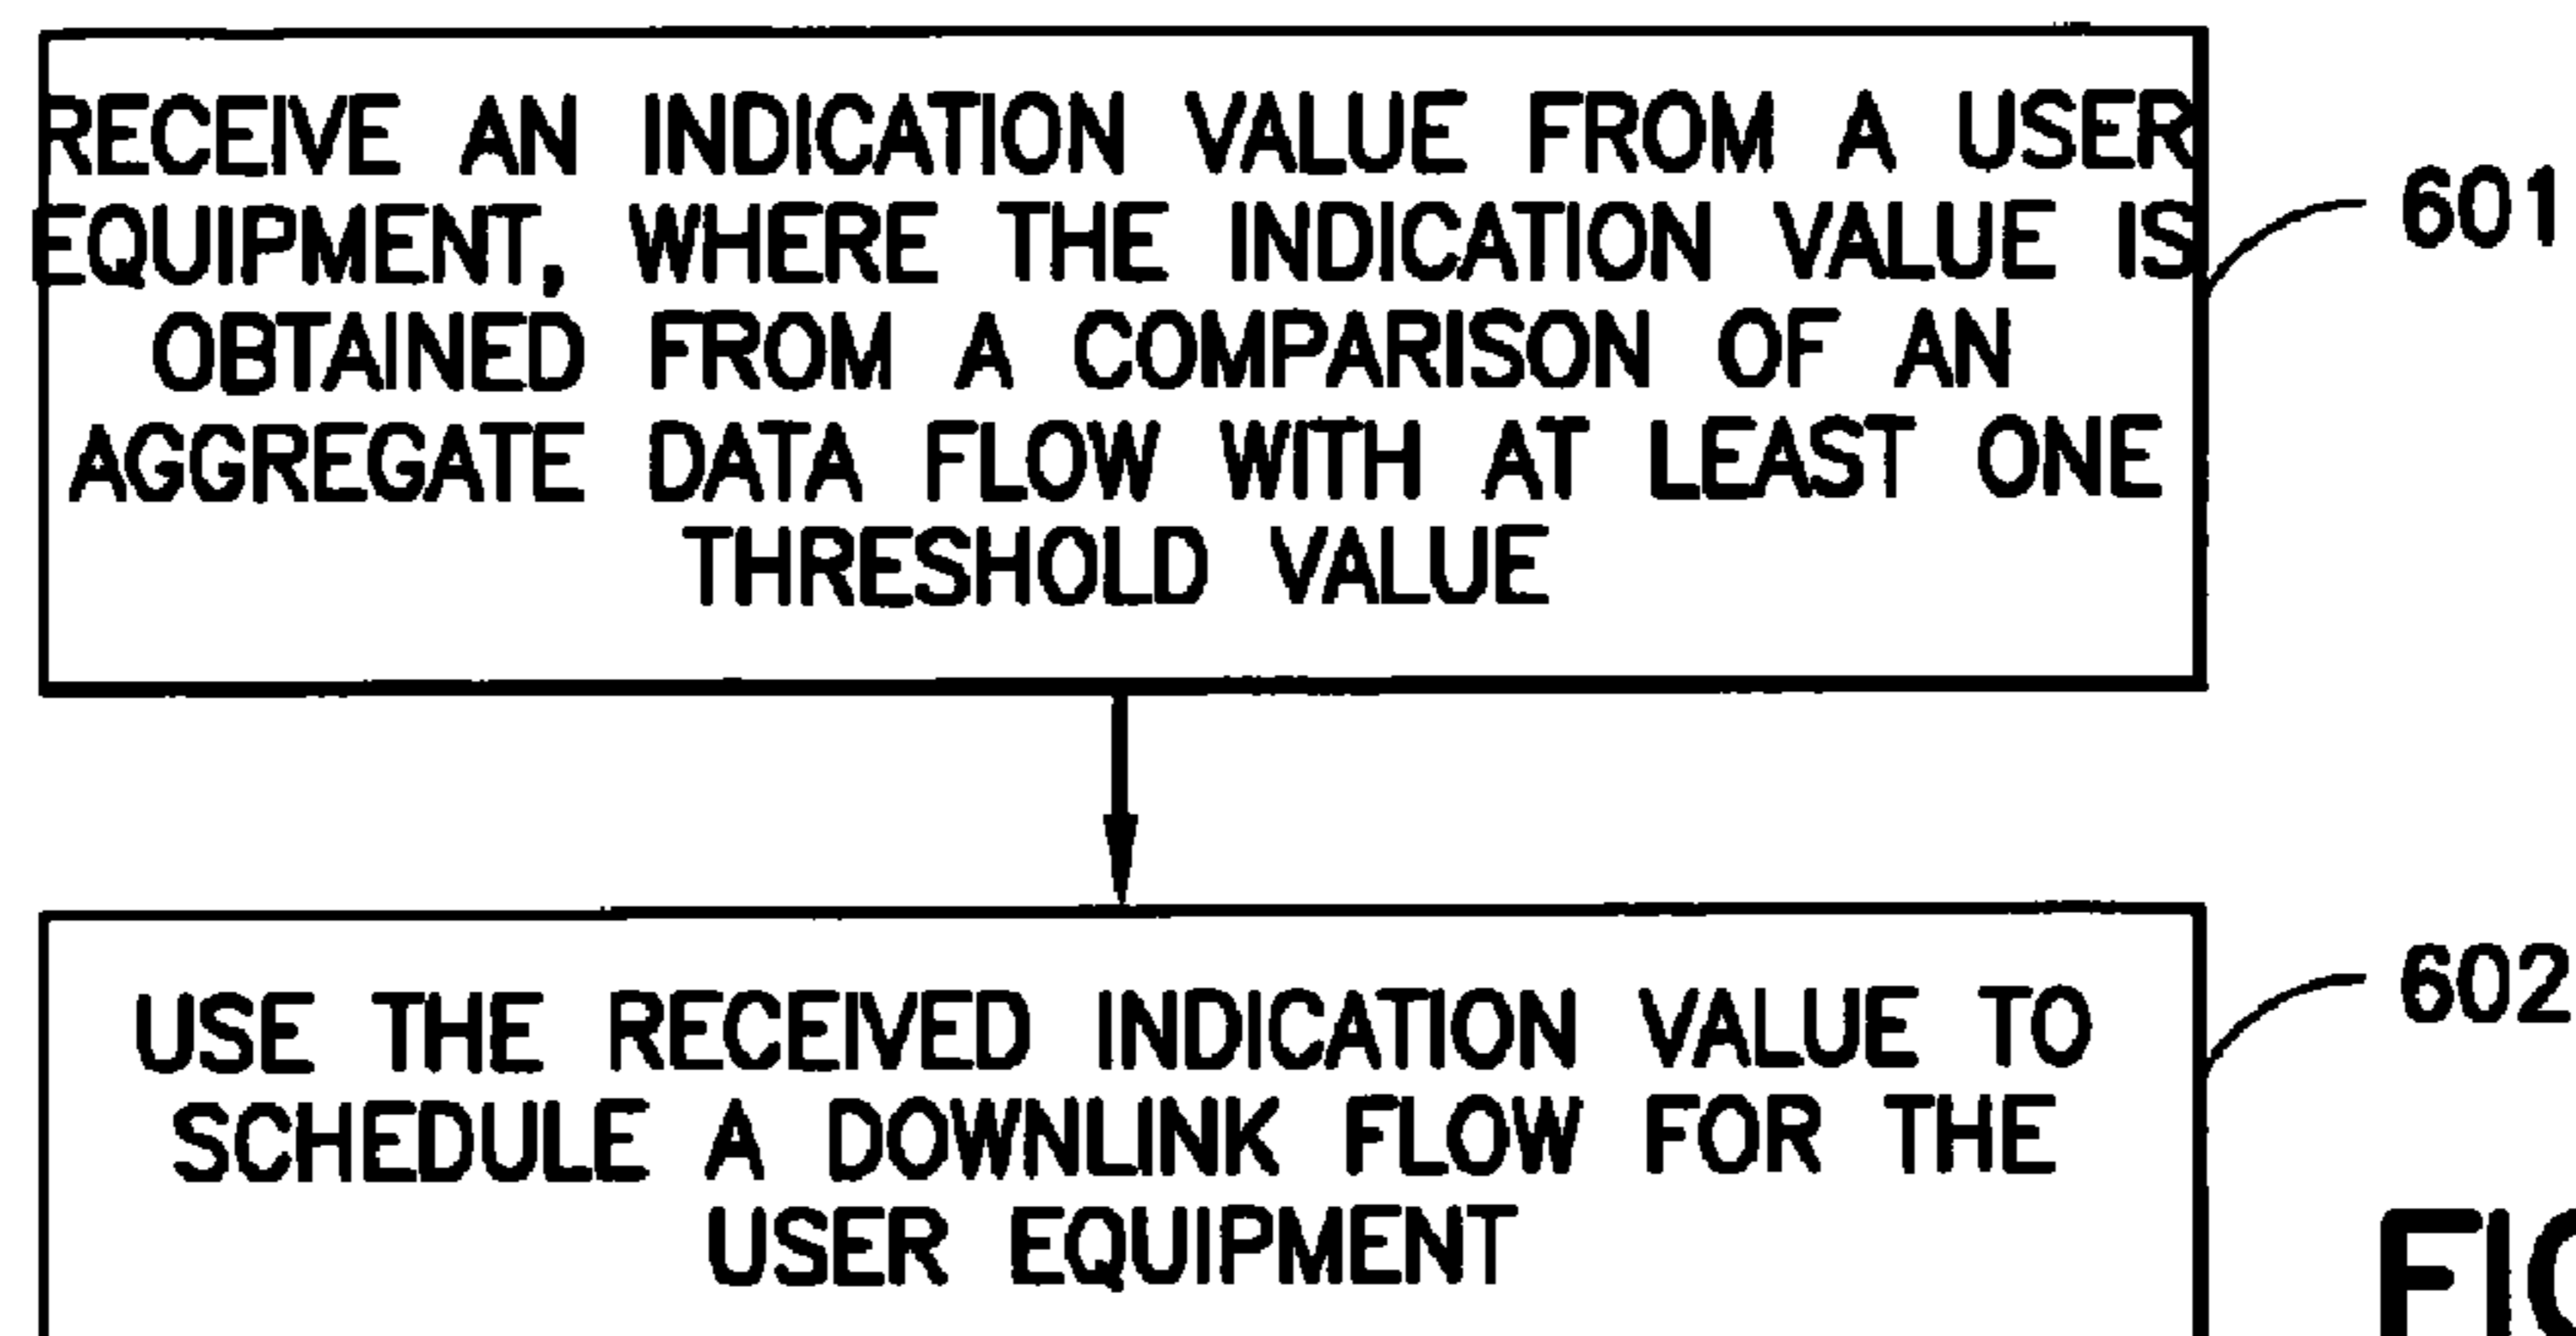 RECEIVE AN INDICATION VALUE FROM A USER
EQUIPMENT, WHERE THE INDICATION VALUE IS
OBTAINED FROM A COMPARISON OF AN
AGGREGATE DATA FLOW WITH AT LEAST ONE
THRESHOLD VALUE
601
USE THE RECEIVED INDICATION VALUE TO
SCHEDULE A DOWNLINK FLOW FOR THE
USER EQUIPMENT
602